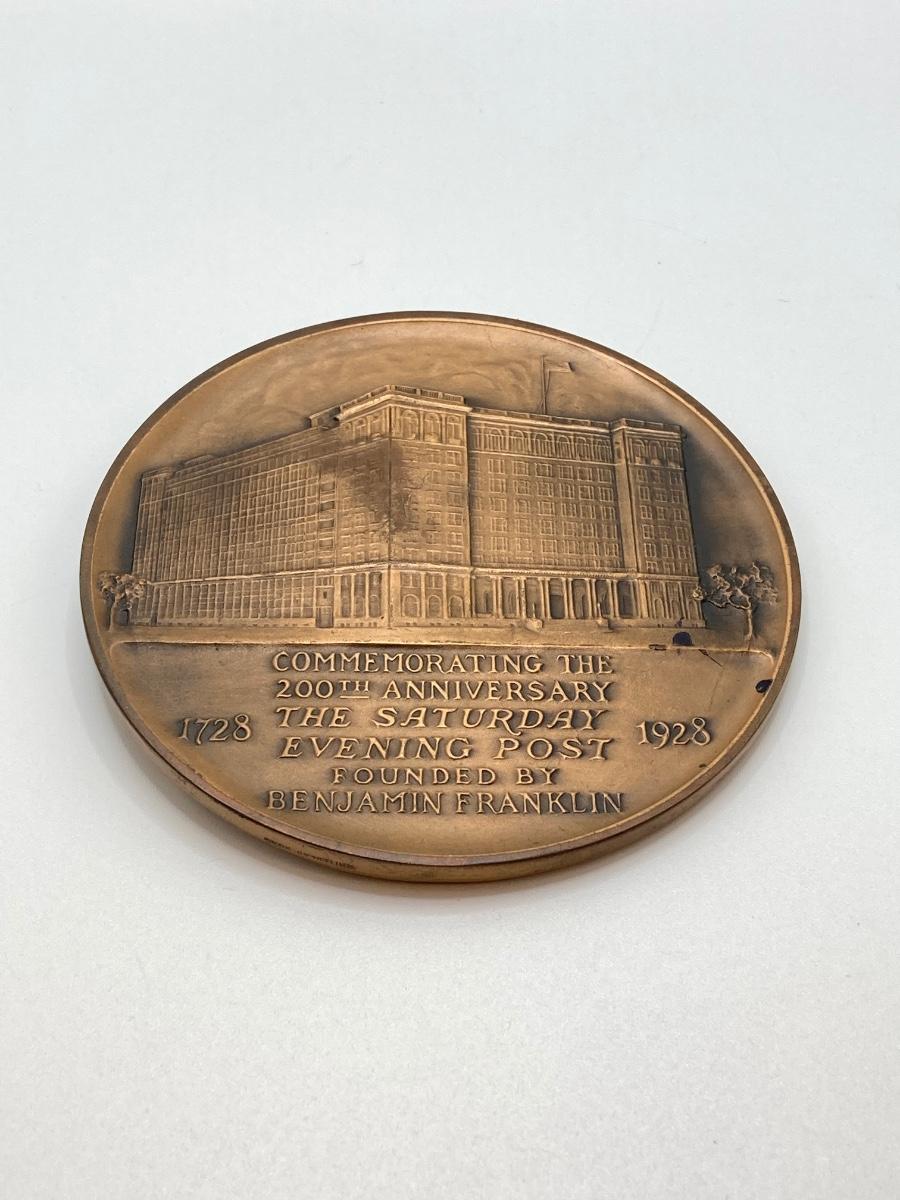 COMMEMORATING THE
200TH ANNIVERSARY
1728 THE SATURDAY 1928
EVENING POST
FOUNDED BY
BENJAMIN FRANKLIN